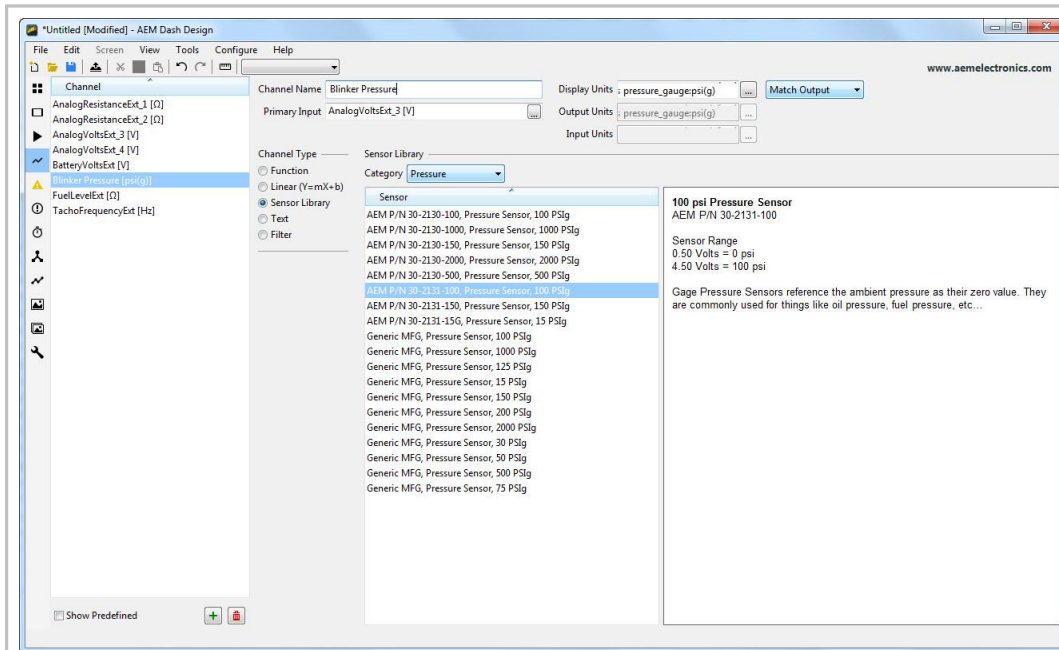 *Untitled [Modified] - AEM Dash Design
File Edit Screen View Tools Configure Help
www.aemelectronics.com
Channel
AnalogResistanceExt_1 [Ω]
AnalogResistanceExt_2 [Ω]
AnalogVoltsExt_3 [V]
AnalogVoltsExt_4 [V]
BatteryVoltsExt [V]
Blinker Pressure [psi(g)]
FuelLevelExt [Ω]
TachoFrequencyExt [Hz]
Show Predefined
Channel Name Blinker Pressure
Primary Input AnalogVoltsExt_3 [V] ...
Display Units : pressure_gauge:psi(g) ... Match Output
Output Units : pressure_gauge:psi(g) ...
Input Units ...
Channel Type
Function
Linear (Y=mX+b)
Sensor Library
Text
Filter
Sensor Library
Category Pressure
Sensor
AEM P/N 30-2130-100, Pressure Sensor, 100 PSIg
AEM P/N 30-2130-1000, Pressure Sensor, 1000 PSIg
AEM P/N 30-2130-150, Pressure Sensor, 150 PSIg
AEM P/N 30-2130-2000, Pressure Sensor, 2000 PSIg
AEM P/N 30-2130-500, Pressure Sensor, 500 PSIg
AEM P/N 30-2131-100, Pressure Sensor, 100 PSIg
AEM P/N 30-2131-150, Pressure Sensor, 150 PSIg
AEM P/N 30-2131-15G, Pressure Sensor, 15 PSIg
Generic MFG, Pressure Sensor, 100 PSIg
Generic MFG, Pressure Sensor, 1000 PSIg
Generic MFG, Pressure Sensor, 125 PSIg
Generic MFG, Pressure Sensor, 15 PSIg
Generic MFG, Pressure Sensor, 150 PSIg
Generic MFG, Pressure Sensor, 200 PSIg
Generic MFG, Pressure Sensor, 2000 PSIg
Generic MFG, Pressure Sensor, 30 PSIg
Generic MFG, Pressure Sensor, 50 PSIg
Generic MFG, Pressure Sensor, 500 PSIg
Generic MFG, Pressure Sensor, 75 PSIg
100 psi Pressure Sensor
AEM P/N 30-2131-100
Sensor Range
0.50 Volts = 0 psi
4.50 Volts = 100 psi
Gage Pressure Sensors reference the ambient pressure as their zero value. They
are commonly used for things like oil pressure, fuel pressure, etc...